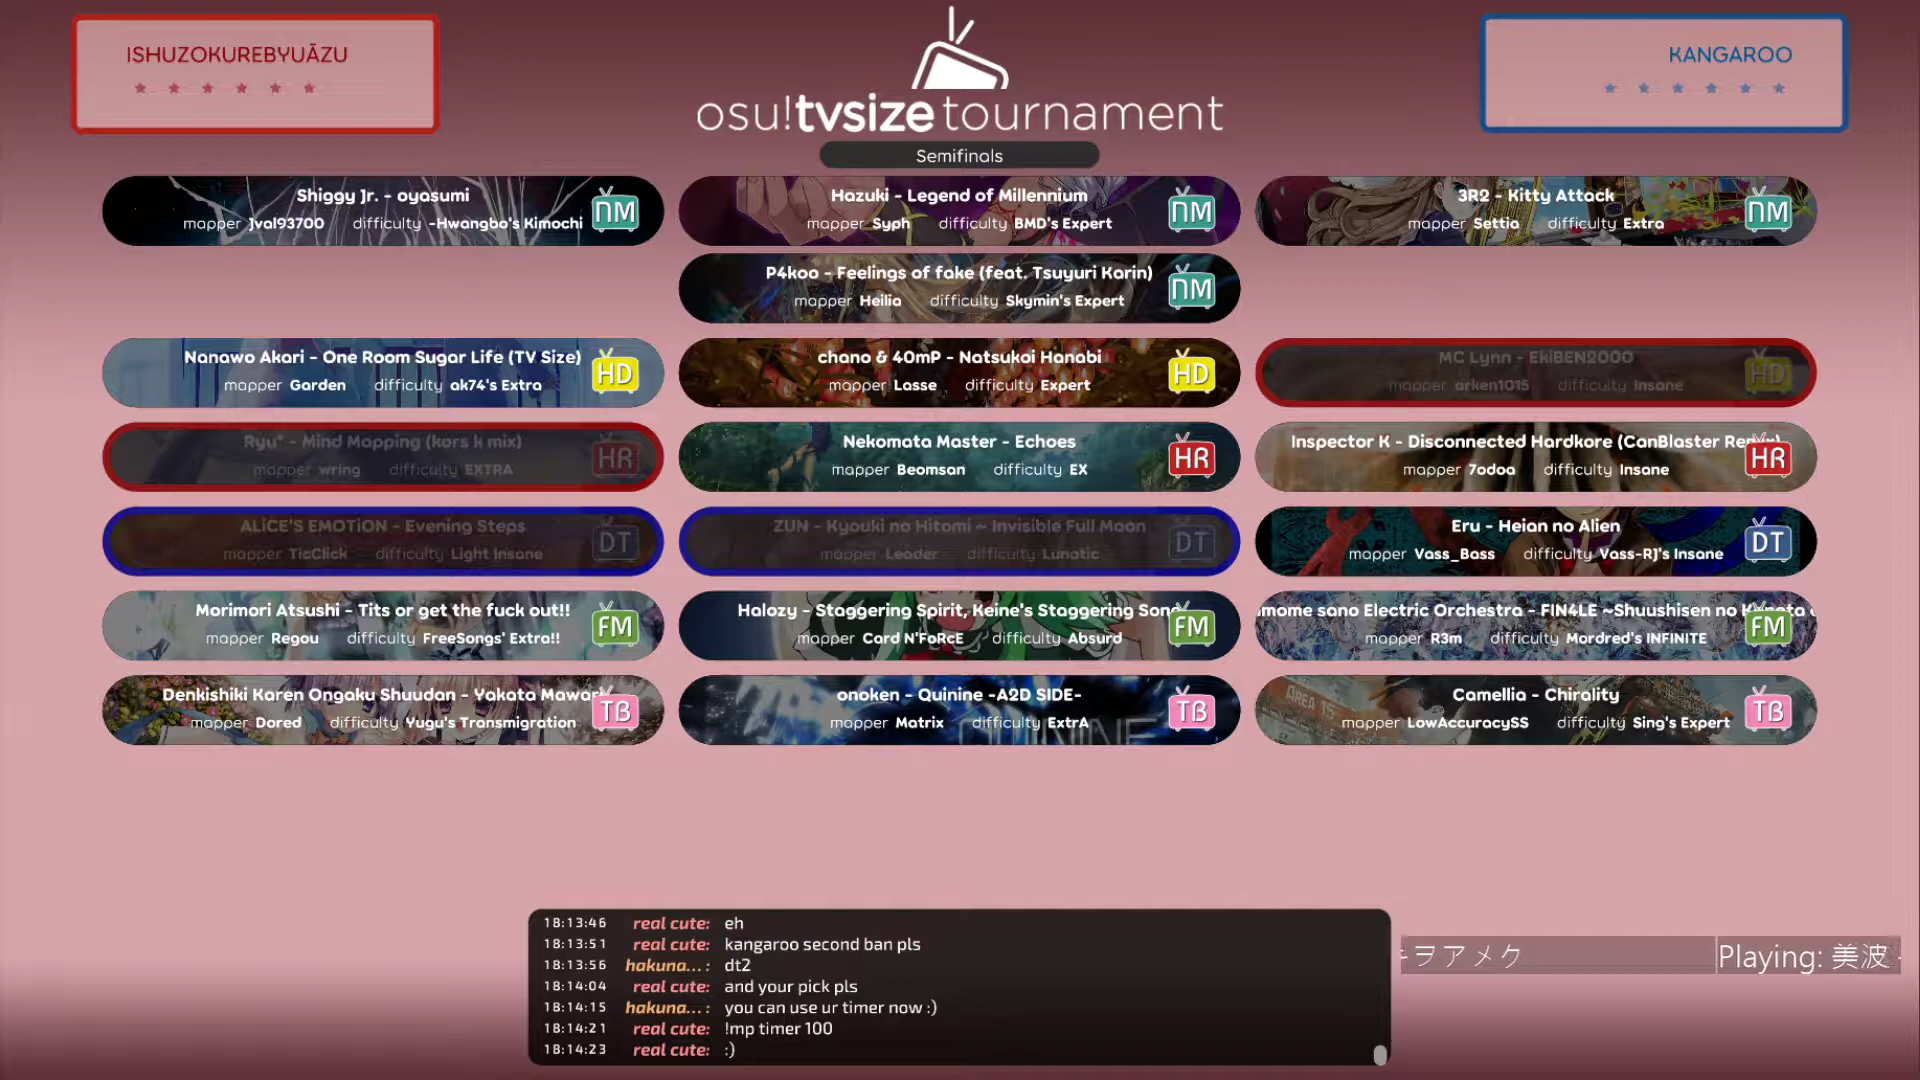 ISHUZOKUREBYUĀZU
KANGAROO
osu!tvsize tournament
Semifinals
Shiggy Jr. - oyasumi
mapper Jval93700 difficulty -Hwangbo's Kimochi
NM
Hazuki - Legend of Millennium
mapper Syph difficulty BMD's Expert
NM
3R2 - Kitty Attack
mapper Settia difficulty Extra
NM
P4koo - Feelings of fake (feat. Tsuyuri Karin)
mapper Heilia difficulty Skymin's Expert
NM
Nanawo Akari - One Room Sugar Life (TV Size)
mapper Garden difficulty ak74's Extra
HD
chano & 40mP - Natsukoi Hanabi
mapper Lasse difficulty Expert
HD
MC Lynn - EkiBEN2000
mapper arken1015 difficulty Insane
HD
Ryu* - Mind Mapping (kors k mix)
mapper wring difficulty EXTRA
HR
Nekomata Master - Echoes
mapper Beomsan difficulty EX
HR
Inspector K - Disconnected Hardkore (CanBlaster Remix)
mapper 7odoa difficulty Insane
HR
ALiCE'S EMOTiON - Evening Steps
mapper TicClick difficulty Light Insane
DT
ZUN - Kyouki no Hitomi ~ Invisible Full Moon
mapper Leader difficulty Lunatic
DT
Eru - Heian no Alien
mapper Vass_Bass difficulty Vass-RJ's Insane
DT
Morimori Atsushi - Tits or get the fuck out!!
mapper Regou difficulty FreeSongs' Extra!!
FM
Halozy - Staggering Spirit, Keine's Staggering Song
mapper Card N'FoRcE difficulty Absurd
FM
sano Electric Orchestra - FIN4LE ~Shuushisen no Kanata
mapper R3m difficulty Mordred's INFINITE
FM
Denkishiki Karen Ongaku Shuudan - Yakata Mawari
mapper Dored difficulty Yugu's Transmigration
TB
onoken - Quinine -A2D SIDE-
mapper Matrix difficulty ExtrA
TB
Camellia - Chirality
mapper LowAccuracySS difficulty Sing's Expert
TB
18:13:46 real cute: eh
18:13:51 real cute: kangaroo second ban pls
18:13:56 hakuna... : dt2
18:14:04 real cute: and your pick pls
18:14:15 hakuna... : you can use ur timer now :)
18:14:21 real cute: !mp timer 100
18:14:23 real cute: :)
ヲアメク
Playing: 美波